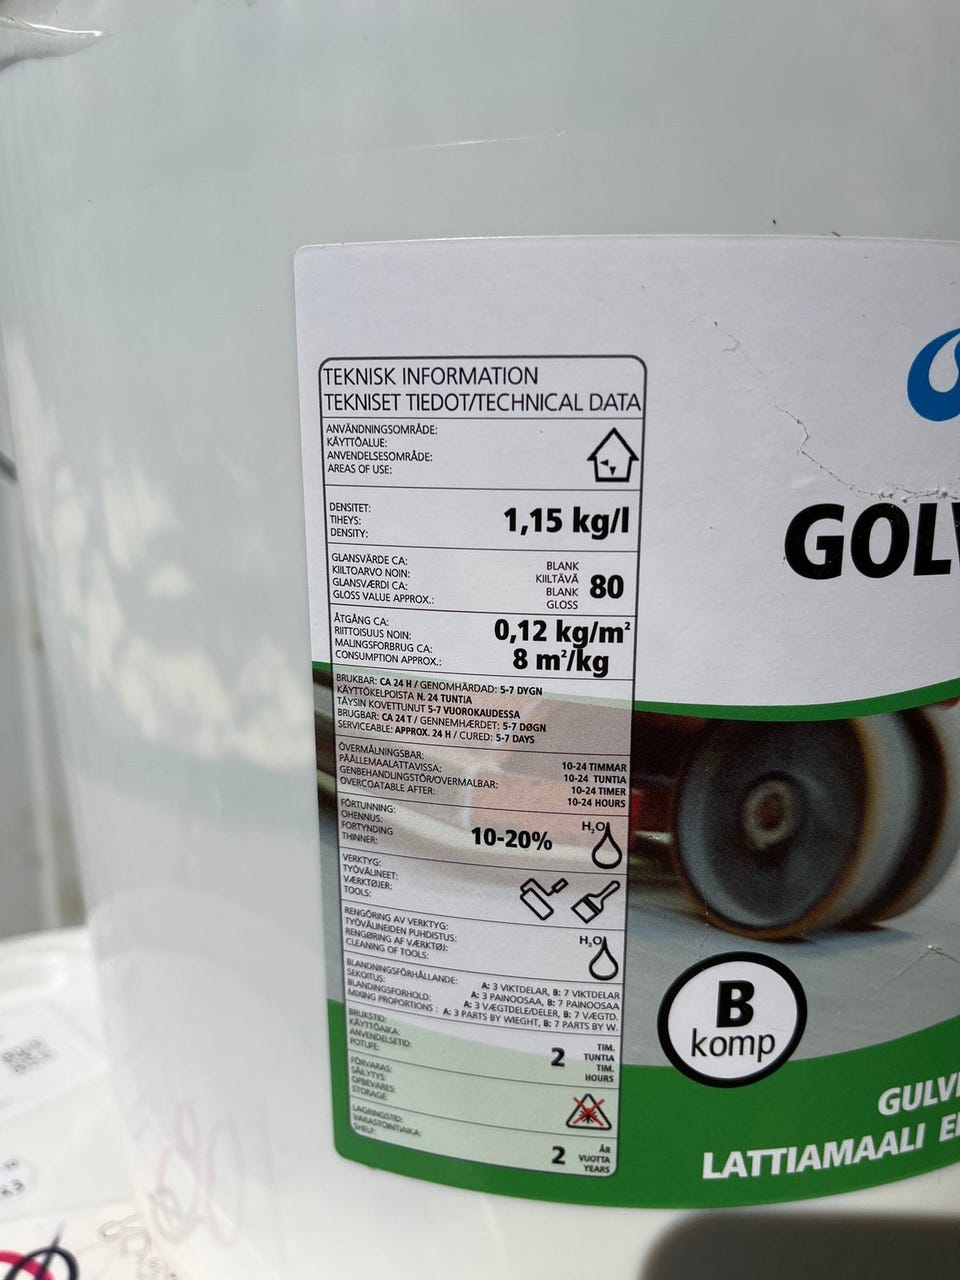 TEKNISK INFORMATION
TEKNISET TIEDOT/TECHNICAL DATA
ANVÄNDNINGSOMRÅDE:
KÄYTTÖALUE:
ANVENDELSESOMRÅDE:
AREAS OF USE:
DENSITET:
TIHEYS:
DENSITY:
1,15 kg/l
GLANSVÄRDE CA:
KIILTOARVO NOIN:
GLANSVÆRDI CA:
GLOSS VALUE APPROX.:
BLANK
KIILTÄVÄ
BLANK
GLOSS
80
ÅTGÅNG CA:
RIITTOISUUS NOIN:
MALINGSFORBRUG CA:
CONSUMPTION APPROX.:
0,12 kg/m²
8 m²/kg
BRUKBAR: CA 24 H / GENOMHÄRDAD: 5-7 DYGN
KÄYTTÖKELPOISTA N. 24 TUNTIA
TÄYSIN KOVETTUNUT 5-7 VUOROKAUDESSA
BRUGBAR: CA 24 T / GENNEMHÆRDET: 5-7 DØGN
SERVICEABLE: APPROX. 24 H / CURED: 5-7 DAYS
ÖVERMÅLNINGSBAR:
PÄÄLLEMAALATTAVISSA:
GENBEHANDLINGSTÖR/OVERMALBAR:
OVERCOATABLE AFTER:
10-24 TIMMAR
10-24 TUNTIA
10-24 TIMER
10-24 HOURS
FÖRTUNNING:
OHENNUS:
FORTYNDING
THINNER:
10-20%
H₂O
VERKTYG:
TYÖVÄLINEET:
VÆRKTØJER:
TOOLS:
RENGÖRING AV VERKTYG:
TYÖVÄLINEIDEN PUHDISTUS:
RENGØRING AF VÆRKTØJ:
CLEANING OF TOOLS:
H₂O
BLANDNINGSFÖRHÅLLANDE:
SEKOITUS:
BLANDINGSFORHOLD:
MIXING PROPORTIONS :
A: 3 VIKTDELAR, B: 7 VIKTDELAR
A: 3 PAINOOSAA, B: 7 PAINOOSAA
A: 3 VÆGTDELE/DELER, B: 7 VÆGTD.
A: 3 PARTS BY WIEGHT, B: 7 PARTS BY W.
BRUKSTID:
KÄYTTÖAIKA:
ANVENDELSETID:
POTLIFE:
2
TIM.
TUNTIA
TIM.
HOURS
FÖRVARAS:
SÄILYTYS:
OPBEVARES:
STORAGE:
LAGRINGSTID:
VARASTOINTIAIKA:
SHELF:
2
ÅR
VUOTTA
YEARS
GOLV
B
komp
GULV
LATTIAMAALI